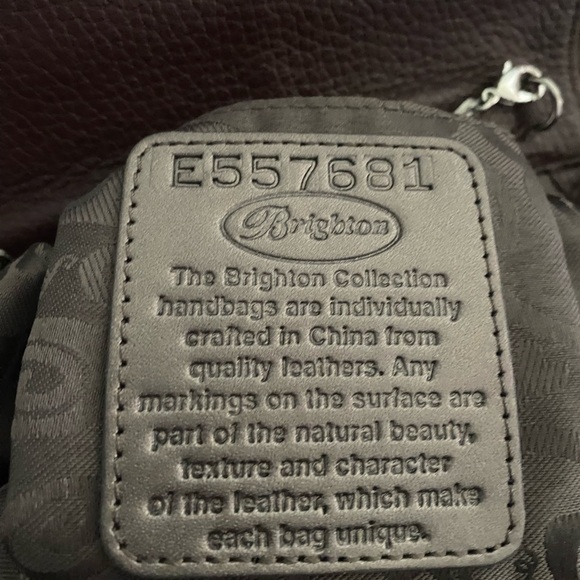 E557681
Brighton
The Brighton Collection
handbags are individually
crafted in China from
quality leathers. Any
markings on the surface are
part of the natural beauty,
texture and character
of the leather, which make
each bag unique.